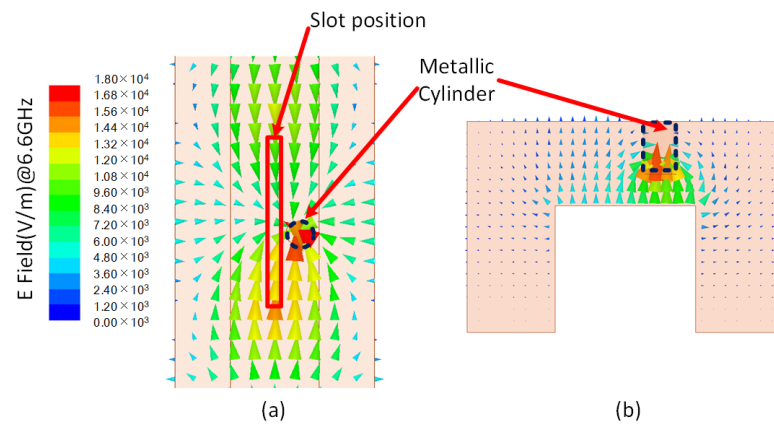 Slot position
Metallic
Cylinder
E Field(V/m)@6.6GHz
1.80×10⁴
1.68×10⁴
1.56×10⁴
1.44×10⁴
1.32×10⁴
1.20×10⁴
1.08×10⁴
9.60×10³
8.40×10³
7.20×10³
6.00×10³
4.80×10³
3.60×10³
2.40×10³
1.20×10³
0.00×10³
(a)
(b)